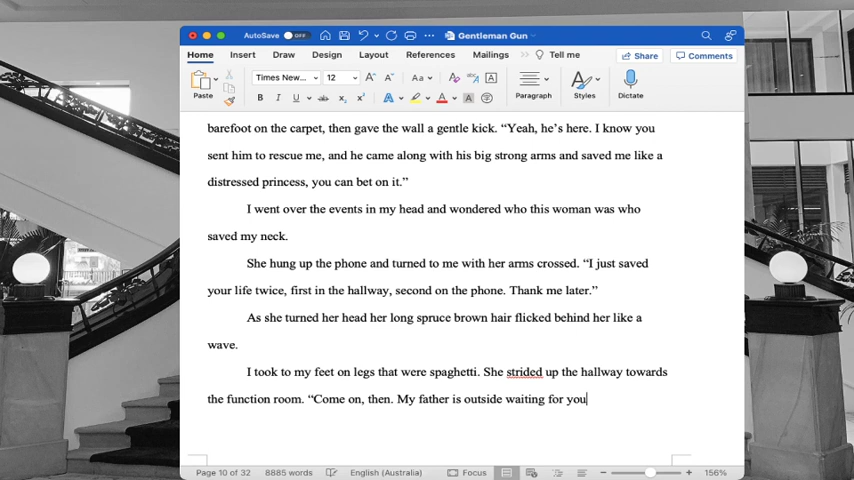 AutoSave OFF
Gentleman Gun
Home Insert Draw Design Layout References Mailings Tell me Share Comments
Paste
Times New... 12 A A Aa A
B I U ab x₂ x² A A A
Paragraph Styles Dictate
barefoot on the carpet, then gave the wall a gentle kick. “Yeah, he’s here. I know you
sent him to rescue me, and he came along with his big strong arms and saved me like a
distressed princess, you can bet on it.”
I went over the events in my head and wondered who this woman was who
saved my neck.
She hung up the phone and turned to me with her arms crossed. “I just saved
your life twice, first in the hallway, second on the phone. Thank me later.”
As she turned her head her long spruce brown hair flicked behind her like a
wave.
I took to my feet on legs that were spaghetti. She strided up the hallway towards
the function room. “Come on, then. My father is outside waiting for you
Page 10 of 32 8885 words English (Australia) Focus 156%